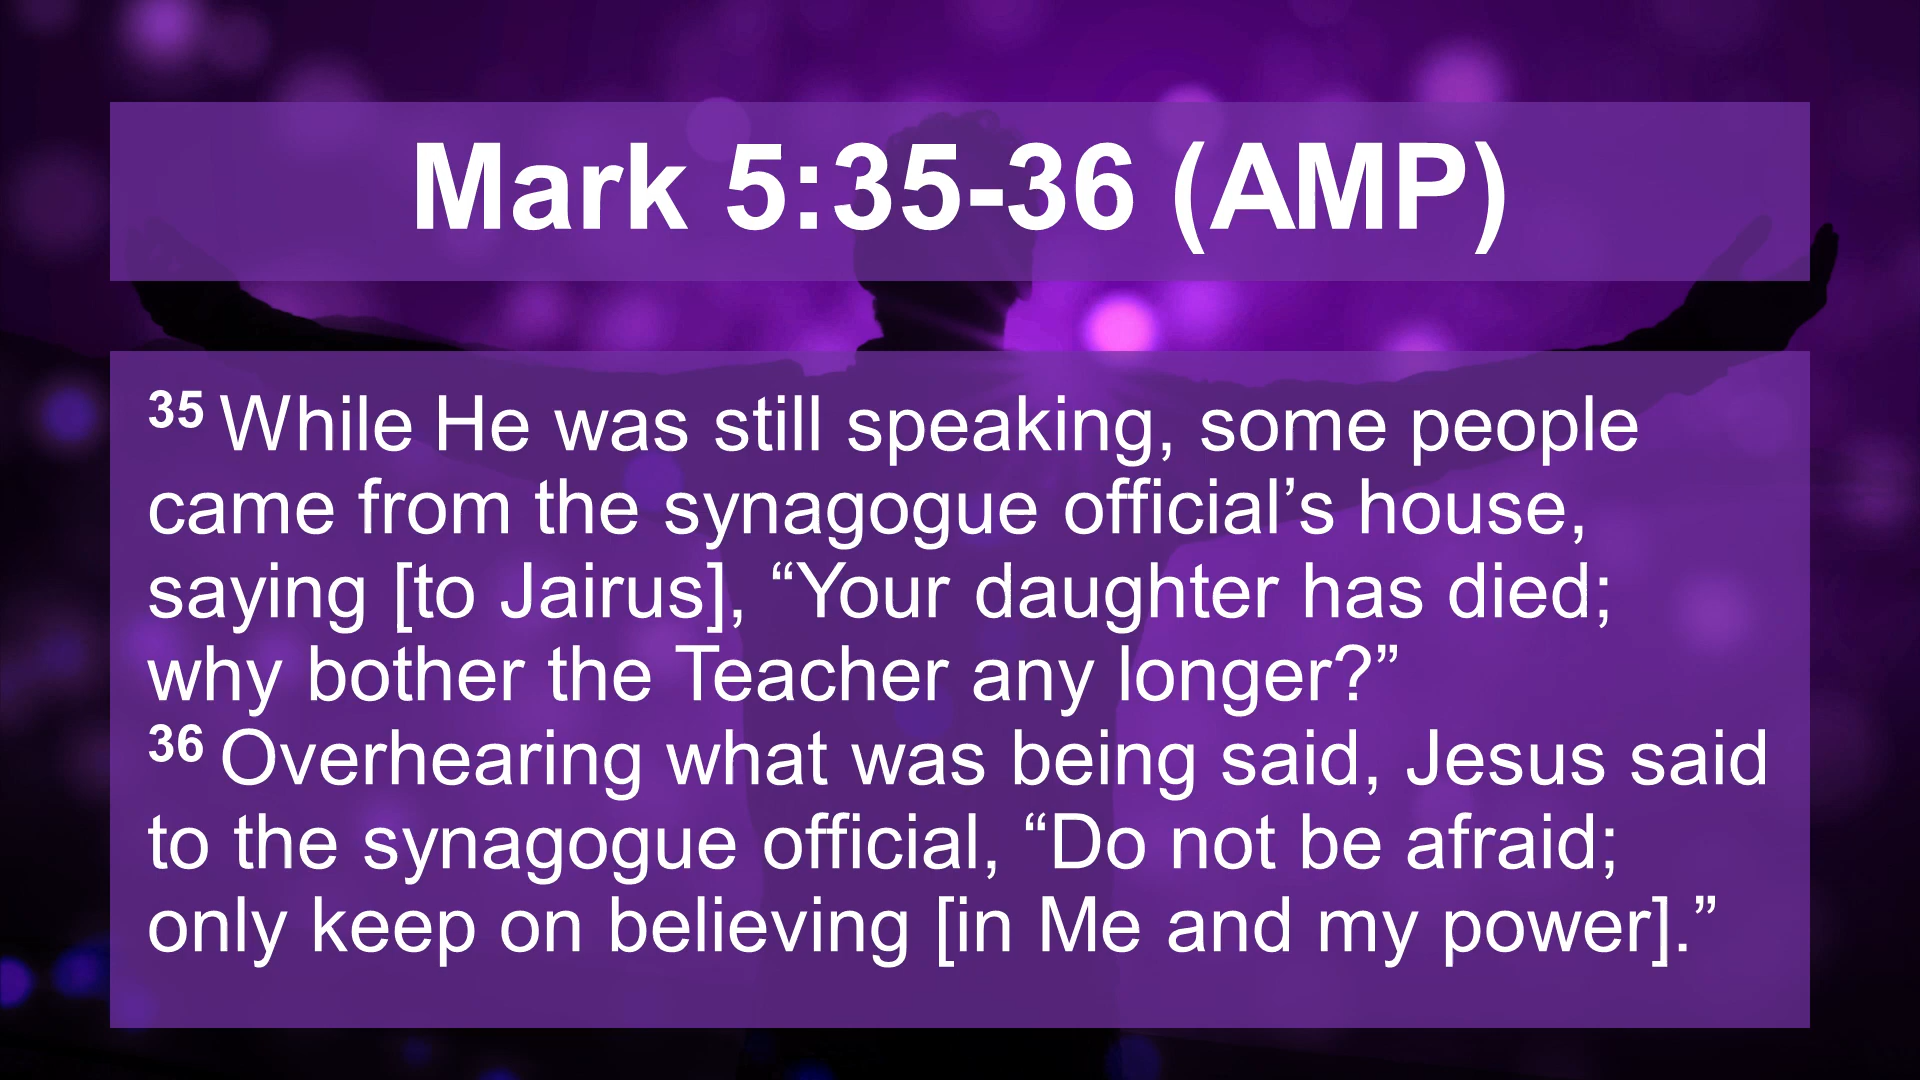 Mark 5:35-36 (AMP)
35 While He was still speaking, some people
came from the synagogue official’s house,
saying [to Jairus], “Your daughter has died;
why bother the Teacher any longer?”
36 Overhearing what was being said, Jesus said
to the synagogue official, “Do not be afraid;
only keep on believing [in Me and my power].”